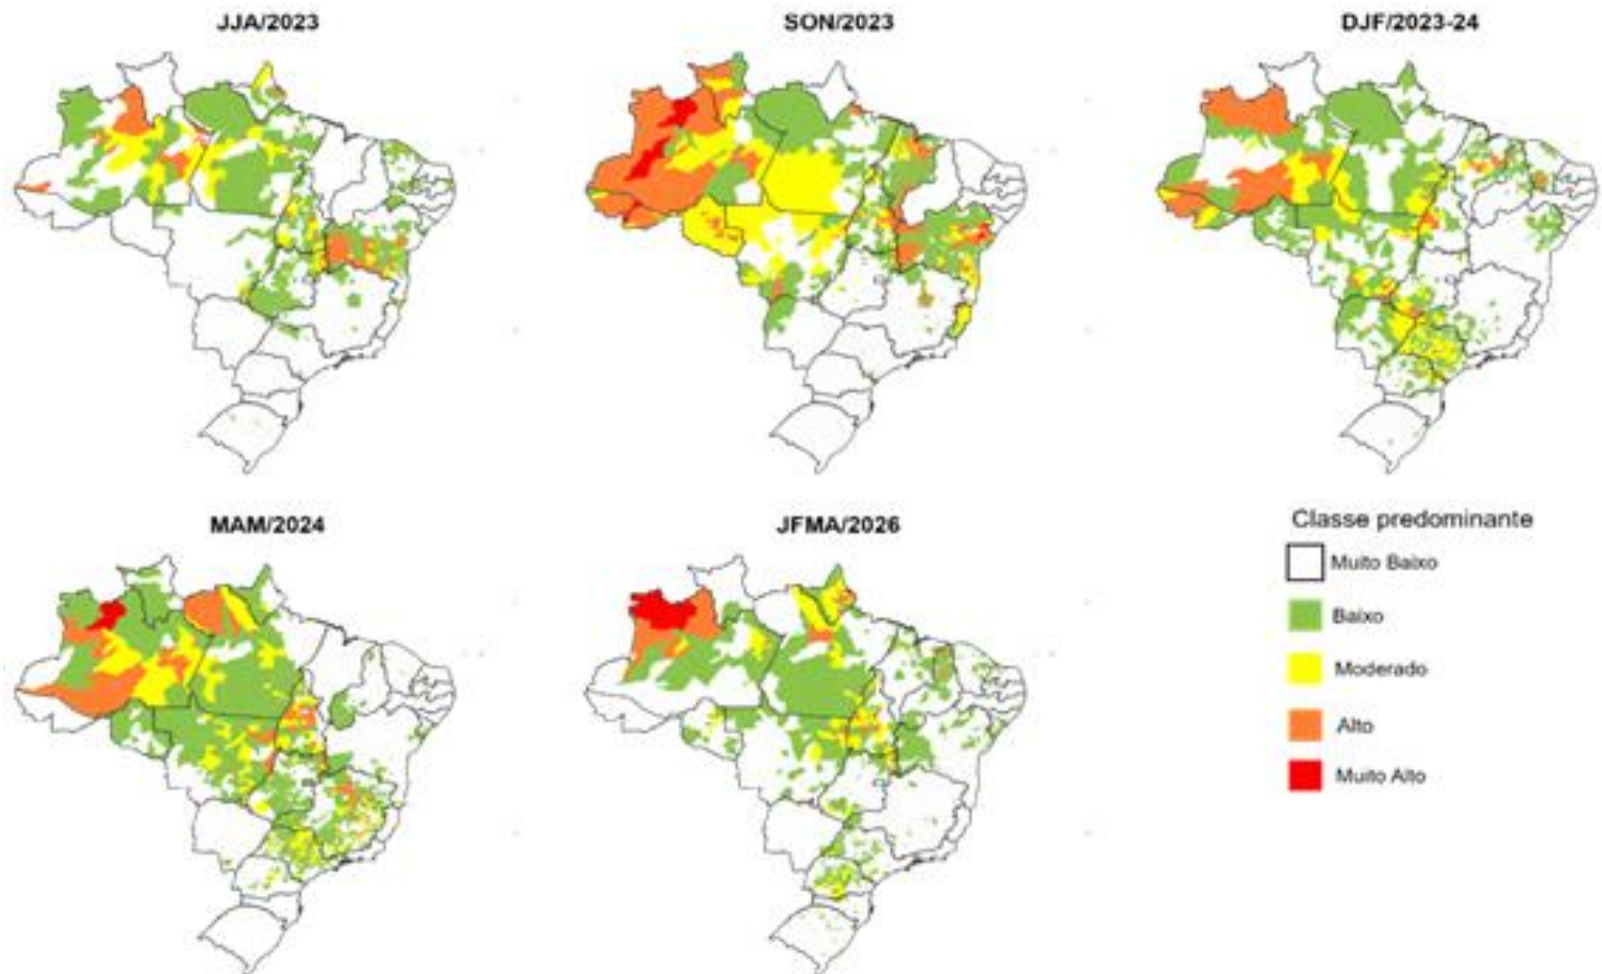 JJA/2023
SON/2023
DJF/2023-24
MAM/2024
JFMA/2026
Classe predominante
Muito Baixo
Baixo
Moderado
Alto
Muito Alto